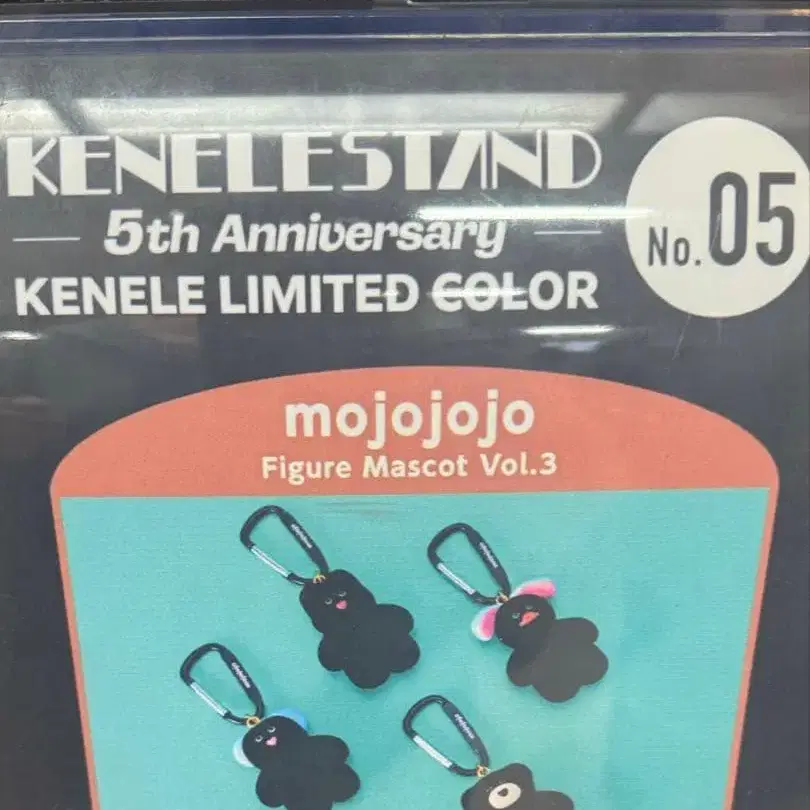 KENELESTAND
5th Anniversary
KENELE LIMITED COLOR
No.05
mojojojo
Figure Mascot Vol.3